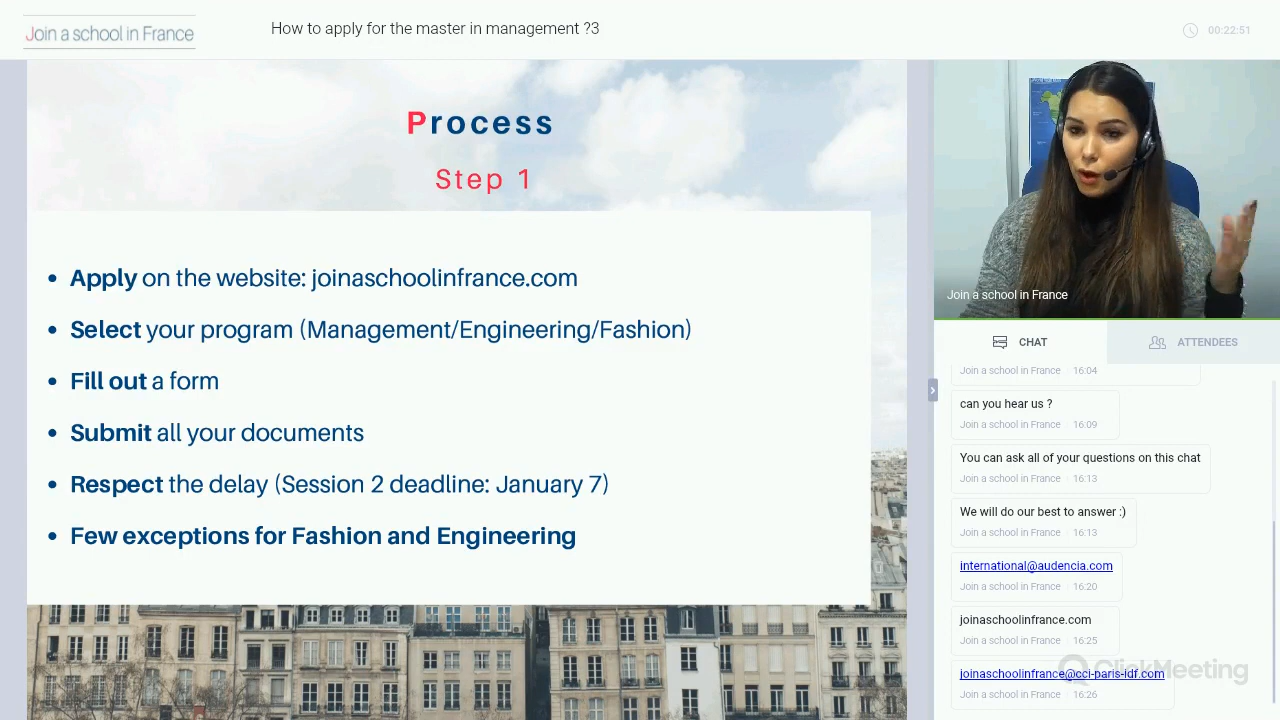 Join a school in France
How to apply for the master in management ?3
00:22:51
Process
Step 1
• Apply on the website: joinaschoolinfrance.com
• Select your program (Management/Engineering/Fashion)
• Fill out a form
• Submit all your documents
• Respect the delay (Session 2 deadline: January 7)
• Few exceptions for Fashion and Engineering
Join a school in France
CHAT
ATTENDEES
Join a school in France 16:04
can you hear us ?
Join a school in France 16:09
You can ask all of your questions on this chat
Join a school in France 16:13
We will do our best to answer :)
Join a school in France 16:13
international@audencia.com
Join a school in France 16:20
joinaschoolinfrance.com
Join a school in France 16:25
joinaschoolinfrance@cci-paris-idf.com
Join a school in France 16:26
ClickMeeting